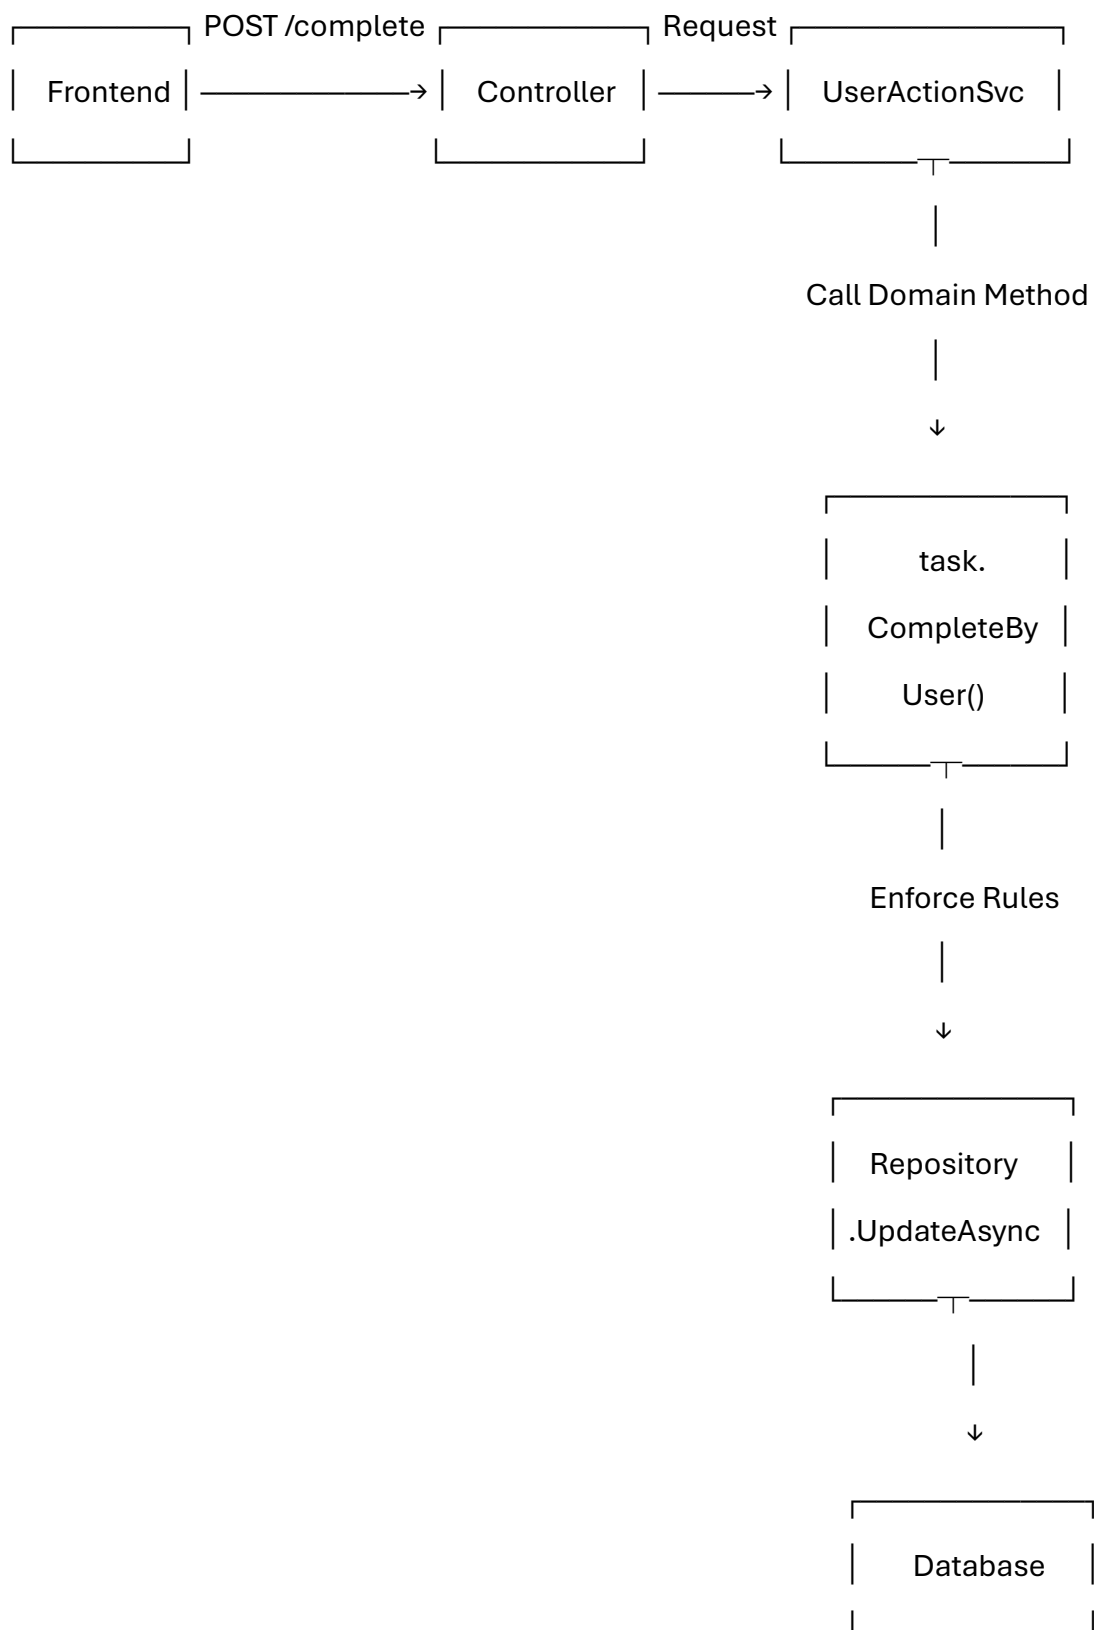 POST /complete Request
Frontend Controller UserActionSvc
Call Domain Method
task.
CompleteBy
User()
Enforce Rules
Repository
.UpdateAsync
Database